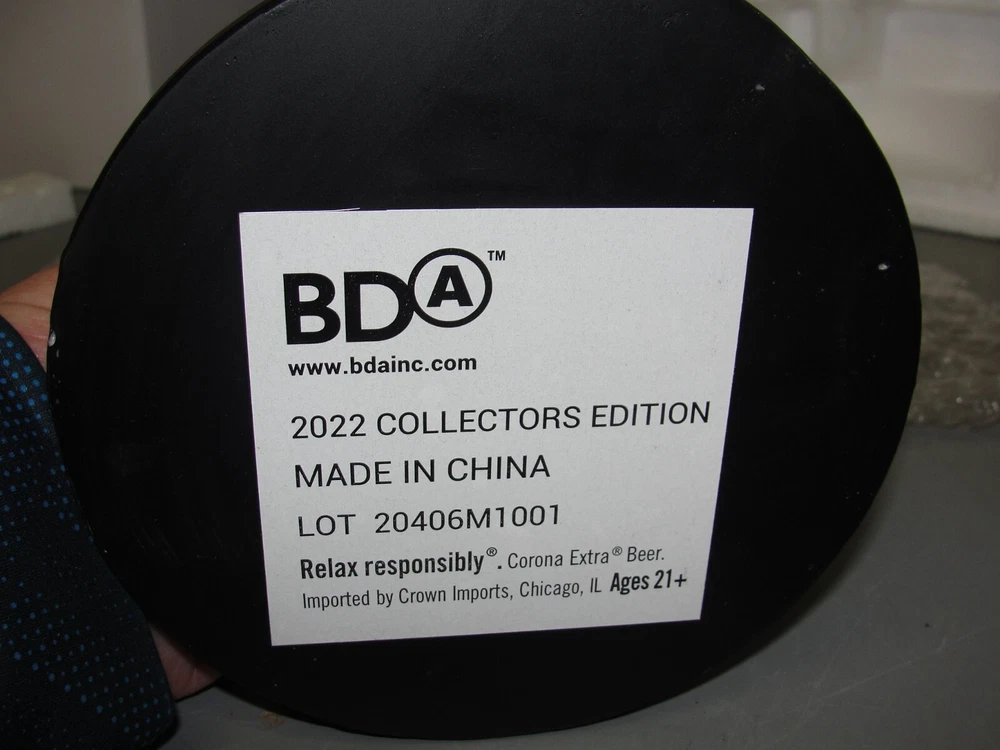 BDA™
www.bdainc.com
2022 COLLECTORS EDITION
MADE IN CHINA
LOT 20406M1001
Relax responsibly®. Corona Extra® Beer.
Imported by Crown Imports, Chicago, IL Ages 21+